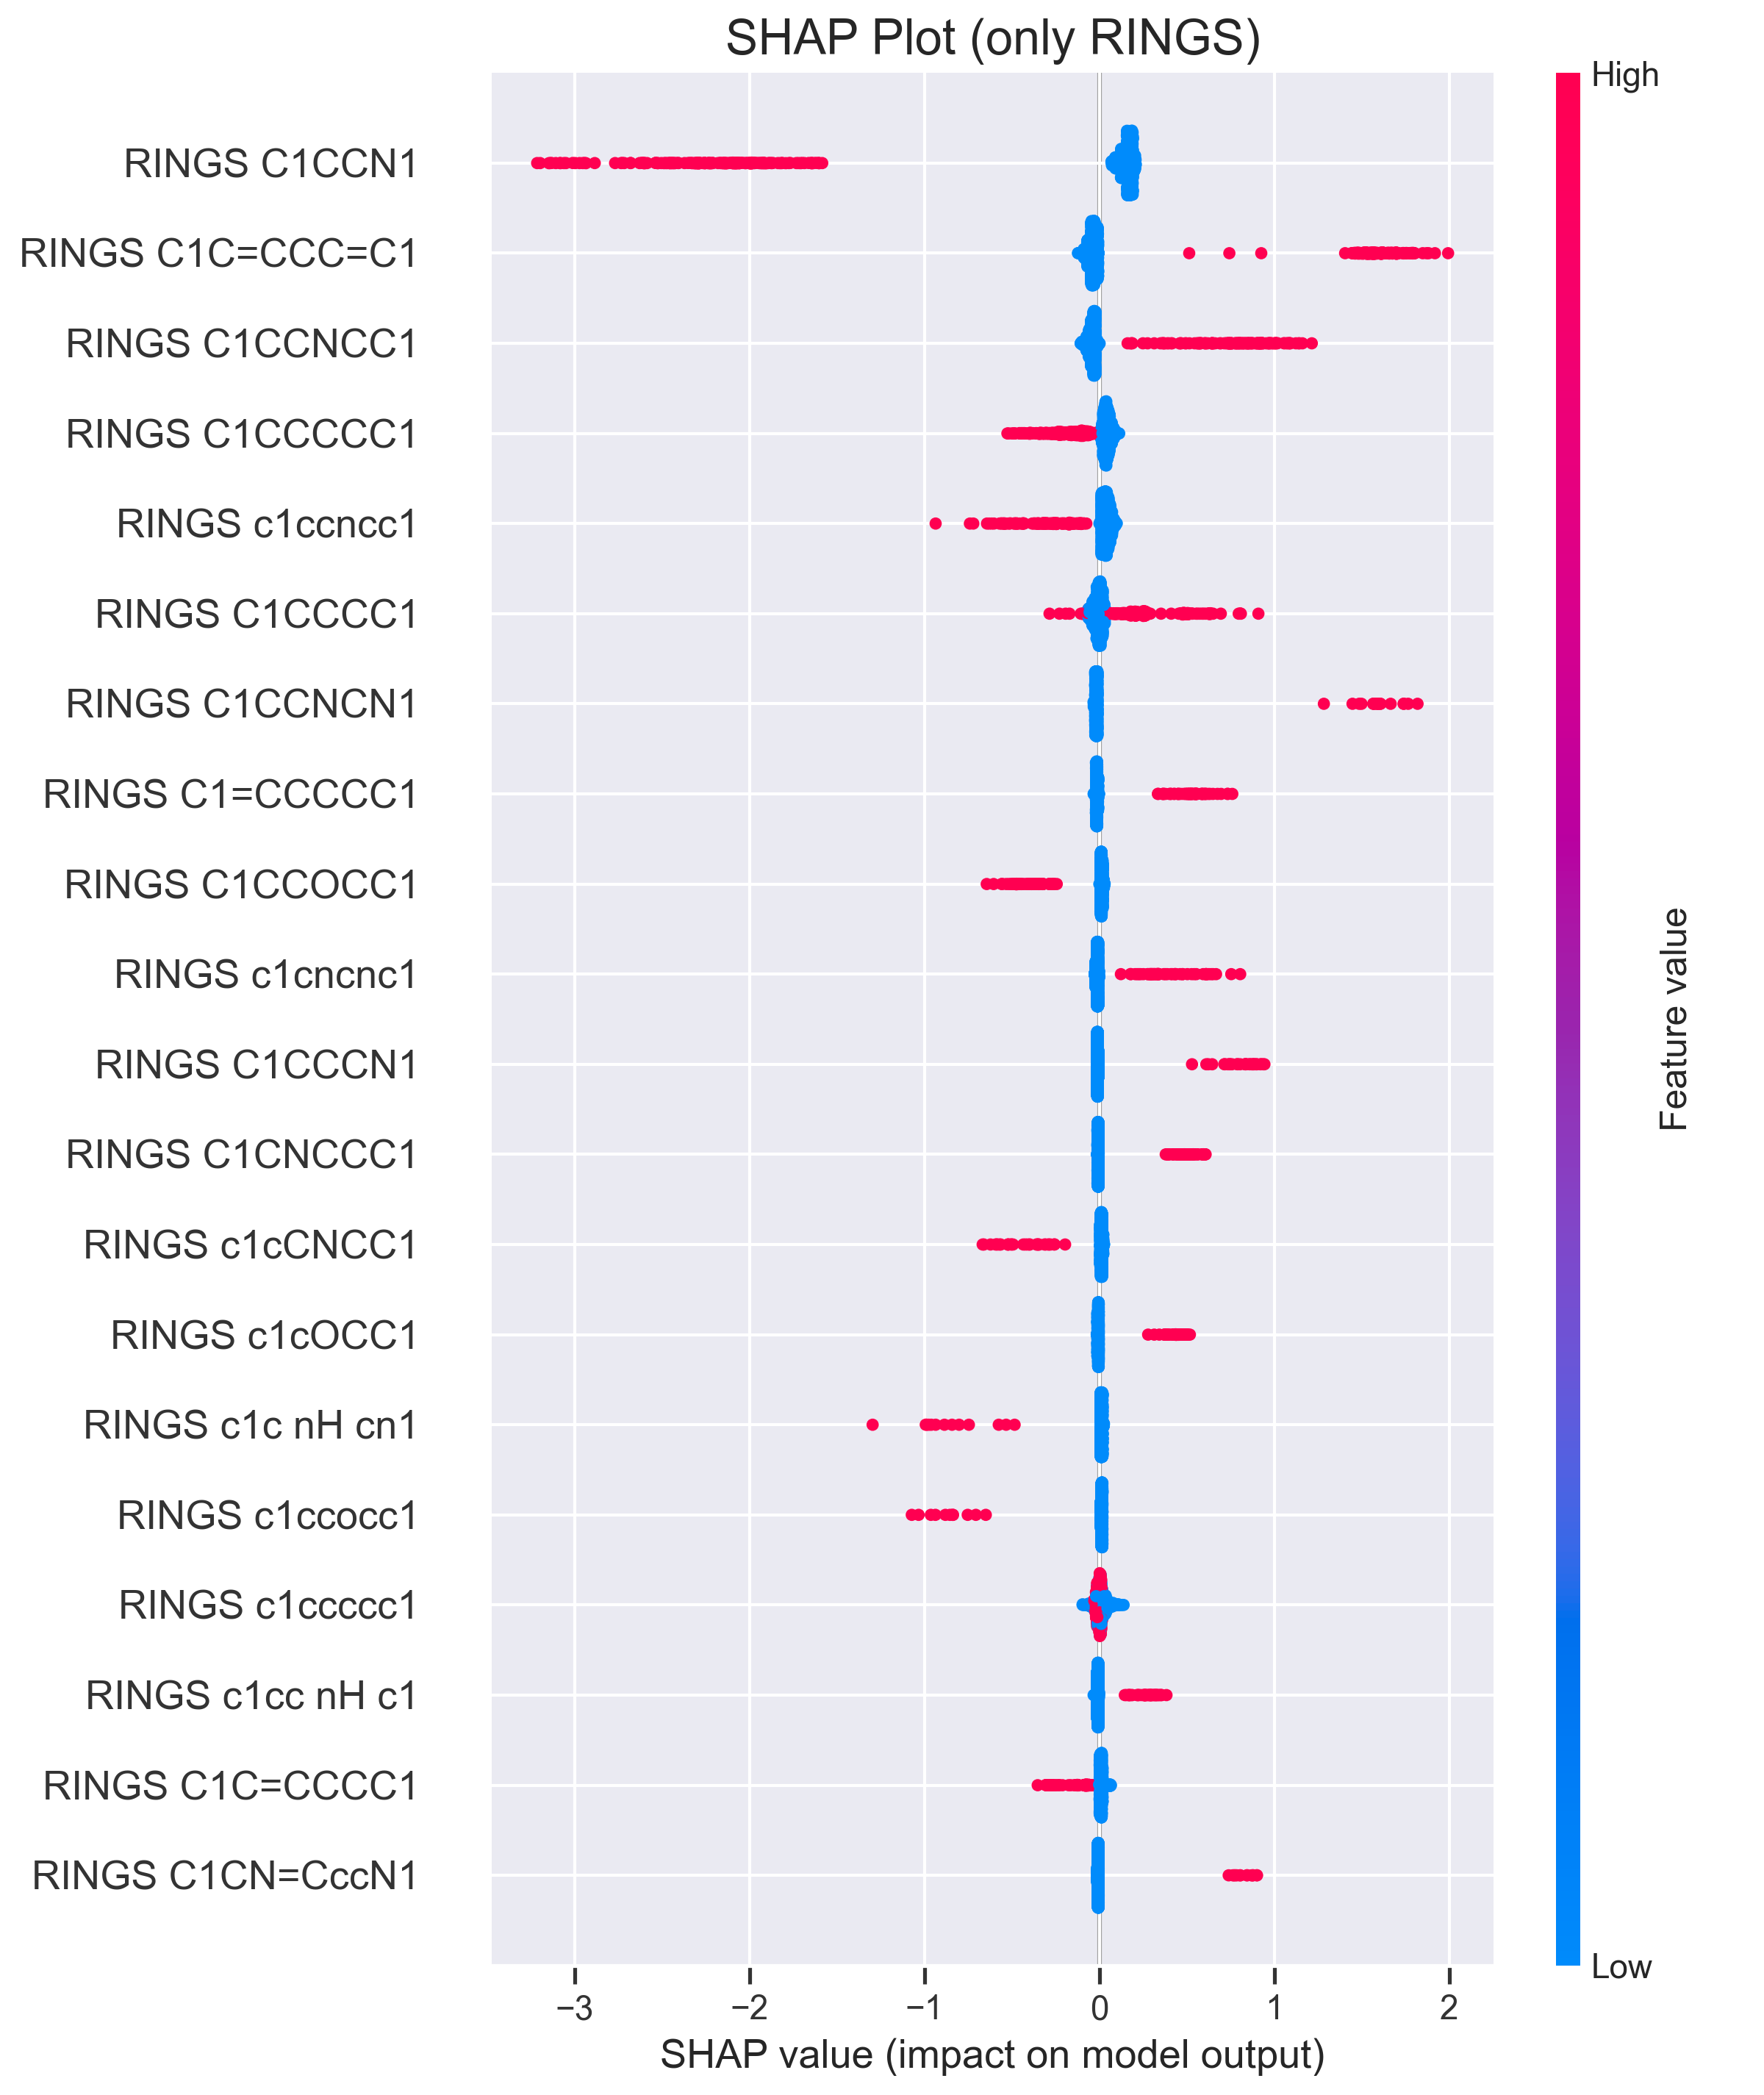 SHAP Plot (only RINGS)
High
RINGS C1CCN1
RINGS C1C=CCC=C1
RINGS C1CCNCC1
RINGS C1CCCCC1
RINGS c1ccncc1
RINGS C1CCCC1
RINGS C1CCNCN1
RINGS C1=CCCCC1
RINGS C1CCOCC1
RINGS c1cncnc1
RINGS C1CCCN1
RINGS C1CNCCC1
RINGS c1cCNCC1
RINGS c1cOCC1
RINGS c1c nH cn1
RINGS c1ccocc1
RINGS c1ccccc1
RINGS c1cc nH c1
RINGS C1C=CCCC1
RINGS C1CN=CccN1
Feature value
Low
−3 −2 −1 0 1 2
SHAP value (impact on model output)